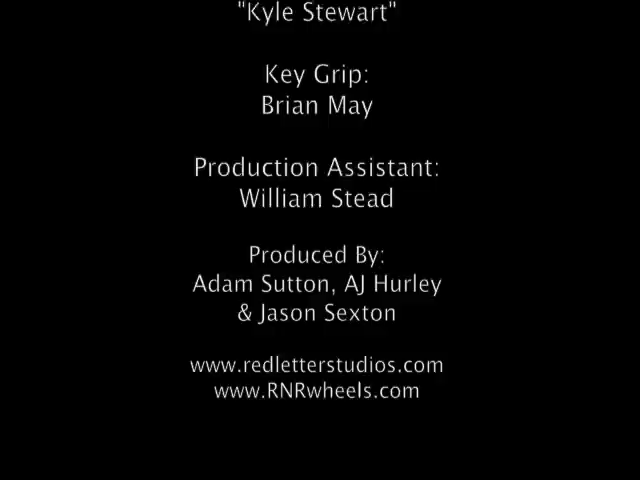 "Kyle Stewart"
Key Grip:
Brian May
Production Assistant:
William Stead
Produced By:
Adam Sutton, AJ Hurley
& Jason Sexton
www.redletterstudios.com
www.RNRwheels.com